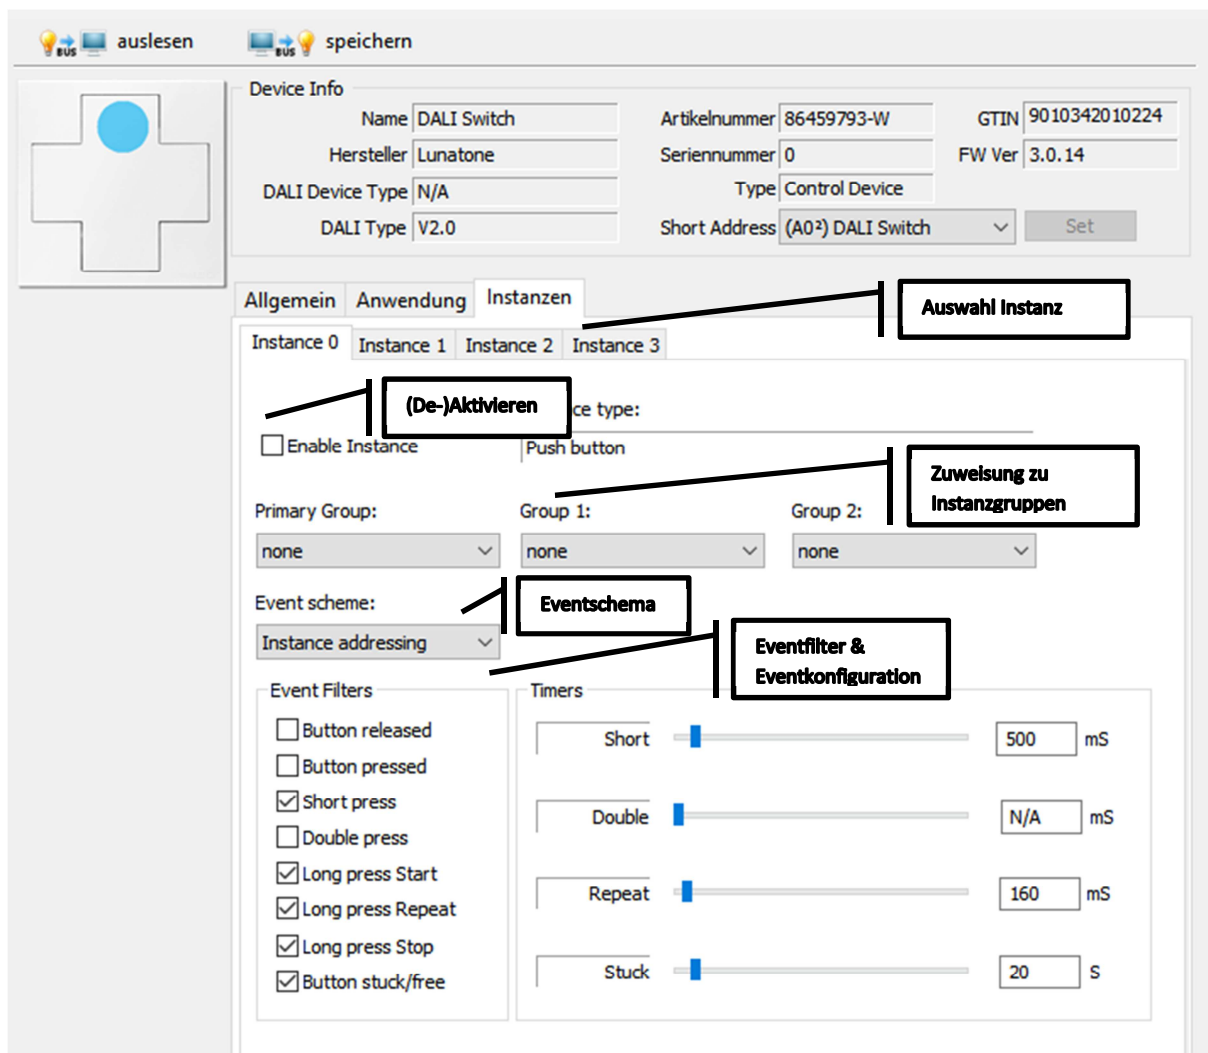 BUS auslesen BUS speichern
Device Info
Name DALI Switch Artikelnummer 86459793-W GTIN 9010342010224
Hersteller Lunatone Seriennummer 0 FW Ver 3.0.14
DALI Device Type N/A Type Control Device
DALI Type V2.0 Short Address (A0²) DALI Switch Set
Allgemein Anwendung Instanzen
Auswahl Instanz
Instance 0 Instance 1 Instance 2 Instance 3
(De-)Aktivieren
ce type:
Enable Instance Push button
Zuweisung zu
Instanzgruppen
Primary Group: Group 1: Group 2:
none none none
Event scheme:
Eventschema
Instance addressing
Eventfilter &
Eventkonfiguration
Event Filters
Button released
Button pressed
Short press
Double press
Long press Start
Long press Repeat
Long press Stop
Button stuck/free
Timers
Short 500 mS
Double N/A mS
Repeat 160 mS
Stuck 20 S